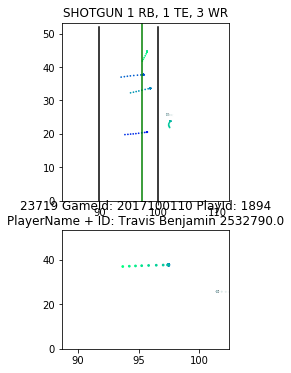 SHOTGUN 1 RB, 1 TE, 3 WR
50
40
30
20
10
0
90 100 110
23719 GameId: 2017100110 PlayId: 1894
PlayerName + ID: Travis Benjamin 2532790.0
40
20
0
90 95 100